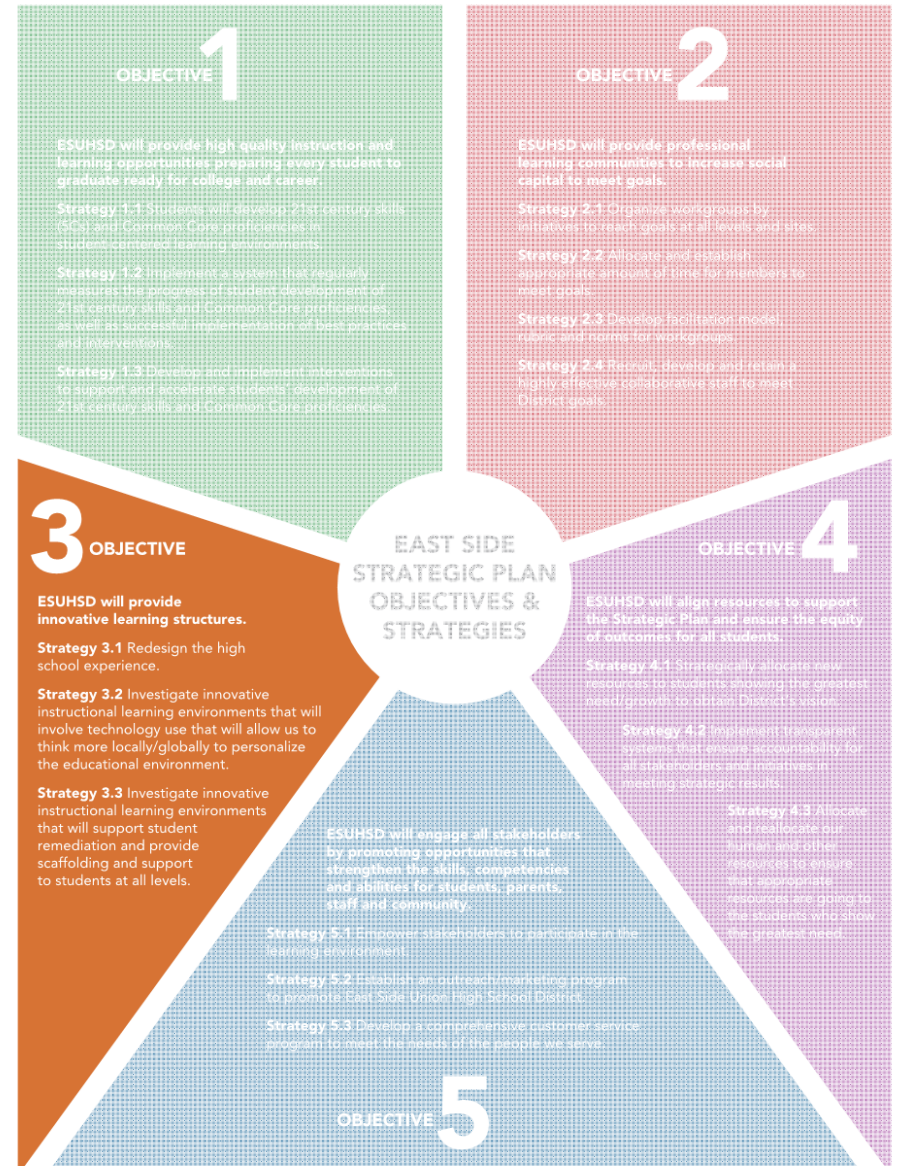 OBJECTIVE 1
ESUHSD will provide high quality instruction and
learning opportunities preparing every student to
graduate ready for college and career.
Strategy 1.1 Students will develop 21st century skills
(5Cs) and Common Core proficiencies in
student-centered learning environments.
Strategy 1.2 Implement a system that regularly
measures the progress of student development of
21st century skills and Common Core proficiencies,
as well as successful implementation of best practices
and interventions.
Strategy 1.3 Develop and implement interventions
to support and accelerate students' development of
21st century skills and Common Core proficiencies.
OBJECTIVE 2
ESUHSD will provide professional
learning communities to increase social
capital to meet goals.
Strategy 2.1 Organize workgroups by
initiatives to reach goals at all levels and sites.
Strategy 2.2 Allocate and establish
appropriate amount of time for members to
meet goals.
Strategy 2.3 Develop facilitation model,
rubric and norms for workgroups.
Strategy 2.4 Recruit, develop and retain a
highly effective collaborative staff to meet
District goals.
EAST SIDE
STRATEGIC PLAN
OBJECTIVES &
STRATEGIES
3 OBJECTIVE
ESUHSD will provide
innovative learning structures.
Strategy 3.1 Redesign the high
school experience.
Strategy 3.2 Investigate innovative
instructional learning environments that will
involve technology use that will allow us to
think more locally/globally to personalize
the educational environment.
Strategy 3.3 Investigate innovative
instructional learning environments
that will support student
remediation and provide
scaffolding and support
to students at all levels.
OBJECTIVE 4
ESUHSD will align resources to support
the Strategic Plan and ensure the equity
of outcomes for all students.
Strategy 4.1 Strategically allocate new
resources to students showing the greatest
need/growth to obtain District's vision.
Strategy 4.2 Implement transparent
systems that ensure accountability for
all stakeholders and initiatives in
meeting strategic results.
Strategy 4.3 Allocate
and reallocate our
human and other
resources to ensure
that appropriate
resources are going to
the students who show
the greatest need.
ESUHSD will engage all stakeholders
by promoting opportunities that
strengthen the skills, competencies
and abilities for students, parents,
staff and community.
Strategy 5.1 Empower stakeholders to participate in the
learning environment.
Strategy 5.2 Establish an outreach/marketing program
to promote East Side Union High School District.
Strategy 5.3 Develop a comprehensive customer service
program to meet the needs of the people we serve.
OBJECTIVE 5